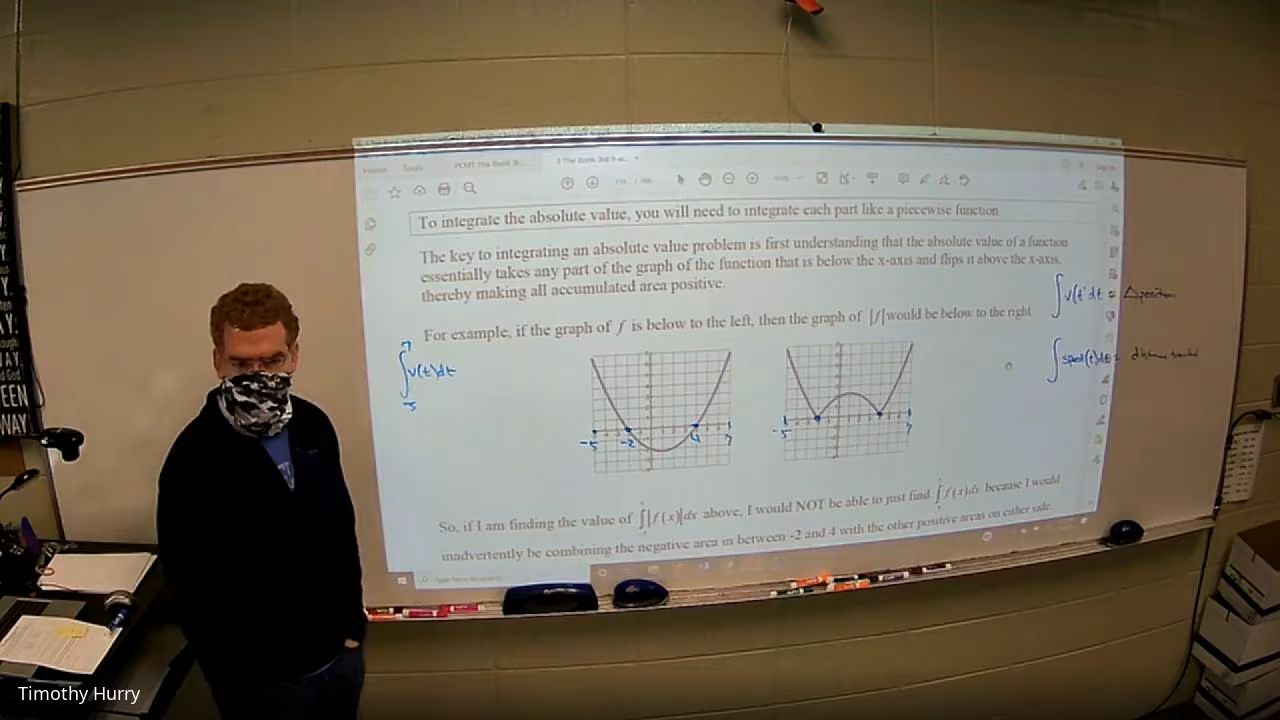 To integrate the absolute value, you will need to integrate each part like a piecewise function
The key to integrating an absolute value problem is first understanding that the absolute value of a function
essentially takes any part of the graph of the function that is below the x-axis and flips it above the x-axis,
thereby making all accumulated area positive.
∫v(t)dt = Δposition
For example, if the graph of f is below to the left, then the graph of |f| would be below to the right
∫speed(t)dt = distance traveled
7
∫v(t)dt
-5
-5 -2 4 7
-5 7
So, if I am finding the value of ∫|f(x)|dx above, I would NOT be able to just find ∫f(x)dx because I would
inadvertently be combining the negative area in between -2 and 4 with the other positive areas on either side
EEN
WAY
Timothy Hurry